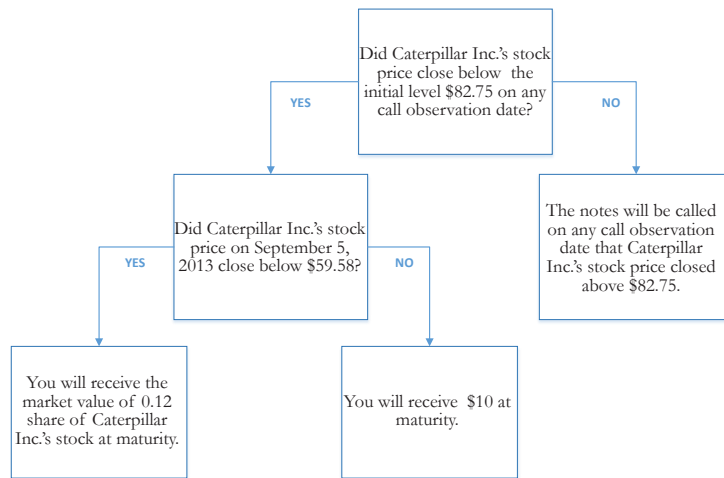 Did Caterpillar Inc.'s stock
price close below the
initial level $82.75 on any
call observation date?
YES
NO
Did Caterpillar Inc.'s stock
price on September 5,
2013 close below $59.58?
The notes will be called
on any call observation
date that Caterpillar
Inc.'s stock price closed
above $82.75.
YES
NO
You will receive the
market value of 0.12
share of Caterpillar
Inc.'s stock at maturity.
You will receive $10 at
maturity.